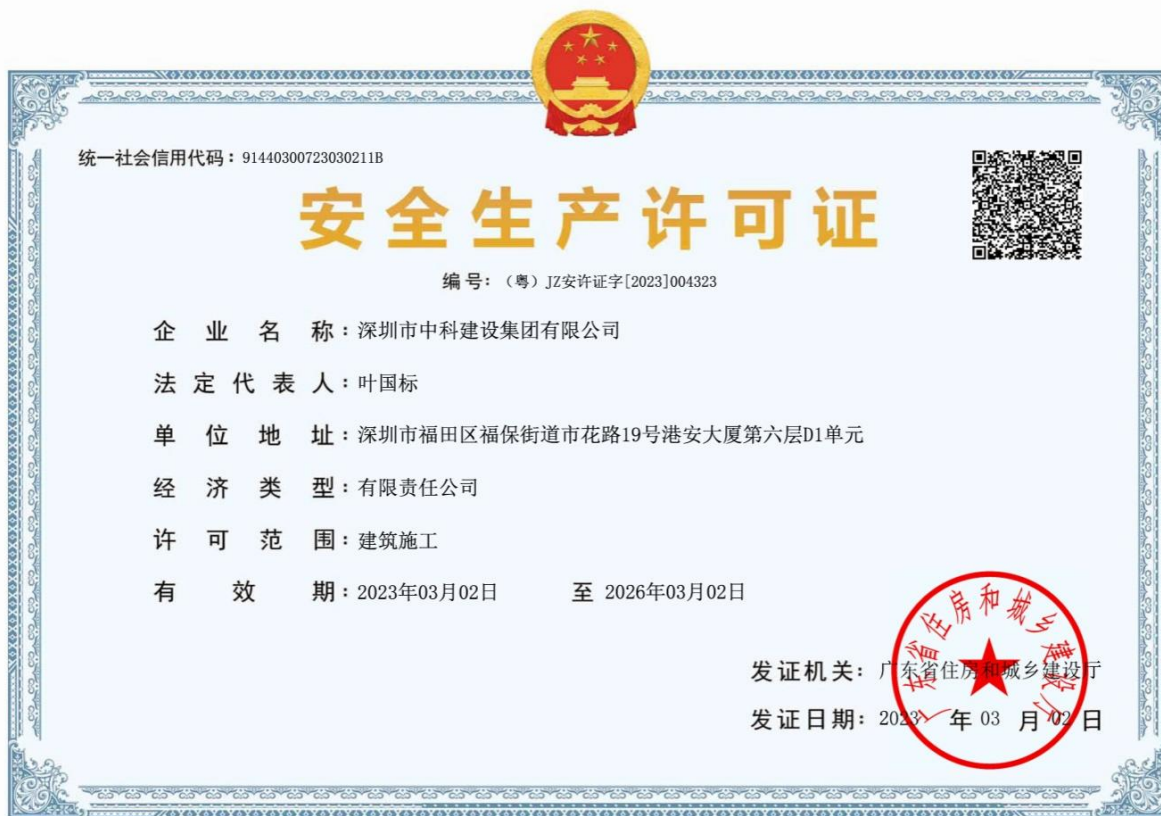 统一社会信用代码：91440300723030211B
安全生产许可证
编号：（粤）JZ安许证字[2023]004323
企业名称：深圳市中科建设集团有限公司
法定代表人：叶国标
单位地址：深圳市福田区福保街道市花路19号港安大厦第六层D1单元
经济类型：有限责任公司
许可范围：建筑施工
有效期：2023年03月02日 至 2026年03月02日
广东省住房和城乡建设厅
发证机关：广东省住房和城乡建设厅
发证日期：2023 年 03 月 02 日